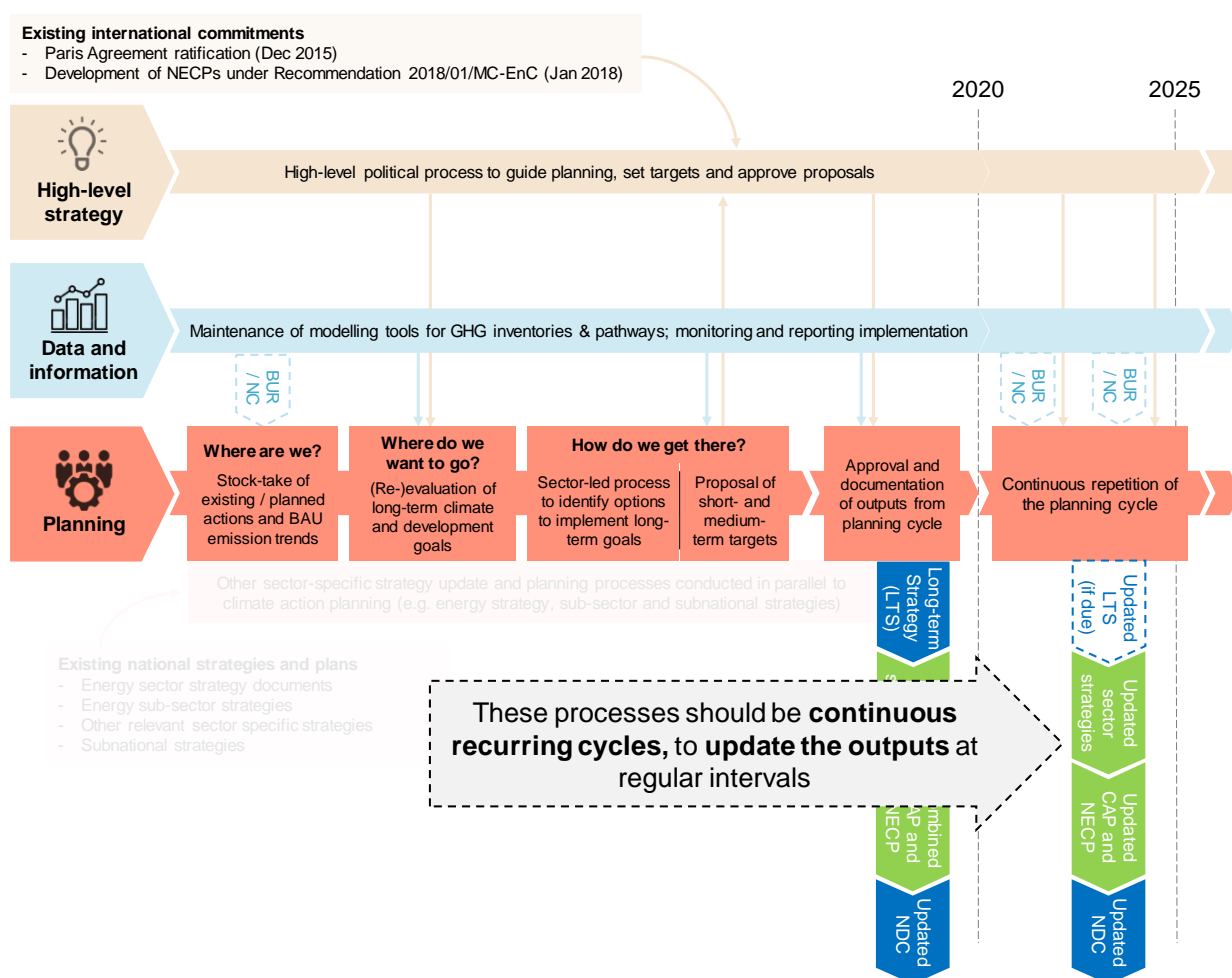 Existing international commitments
- Paris Agreement ratification (Dec 2015)
- Development of NECPs under Recommendation 2018/01/MC-EnC (Jan 2018)
2020
2025
High-level
strategy
High-level political process to guide planning, set targets and approve proposals
Data and
information
Maintenance of modelling tools for GHG inventories & pathways; monitoring and reporting implementation
BUR
/ NC
BUR
/ NC
BUR
/ NC
Planning
Where are we?
Stock-take of
existing / planned
actions and BAU
emission trends
Where do we
want to go?
(Re-)evaluation of
long-term climate
and development
goals
How do we get there?
Sector-led process
to identify options
to implement long-
term goals
Proposal of
short- and
medium-
term targets
Approval and
documentation
of outputs from
planning cycle
Continuous repetition of
the planning cycle
Other sector-specific strategy update and planning processes conducted in parallel to
climate action planning (e.g. energy strategy, sub-sector and subnational strategies)
Existing national strategies and plans
- Energy sector strategy documents
- Energy sub-sector strategies
- Other relevant sector specific strategies
- Subnational strategies
Long-term
Strategy
(LTS)
These processes should be continuous
recurring cycles, to update the outputs at
regular intervals
and
NECP
Updated
NDC
Updated
LTS
(if due)
Updated
sector
strategies
Updated
CAP and
NECP
Updated
NDC